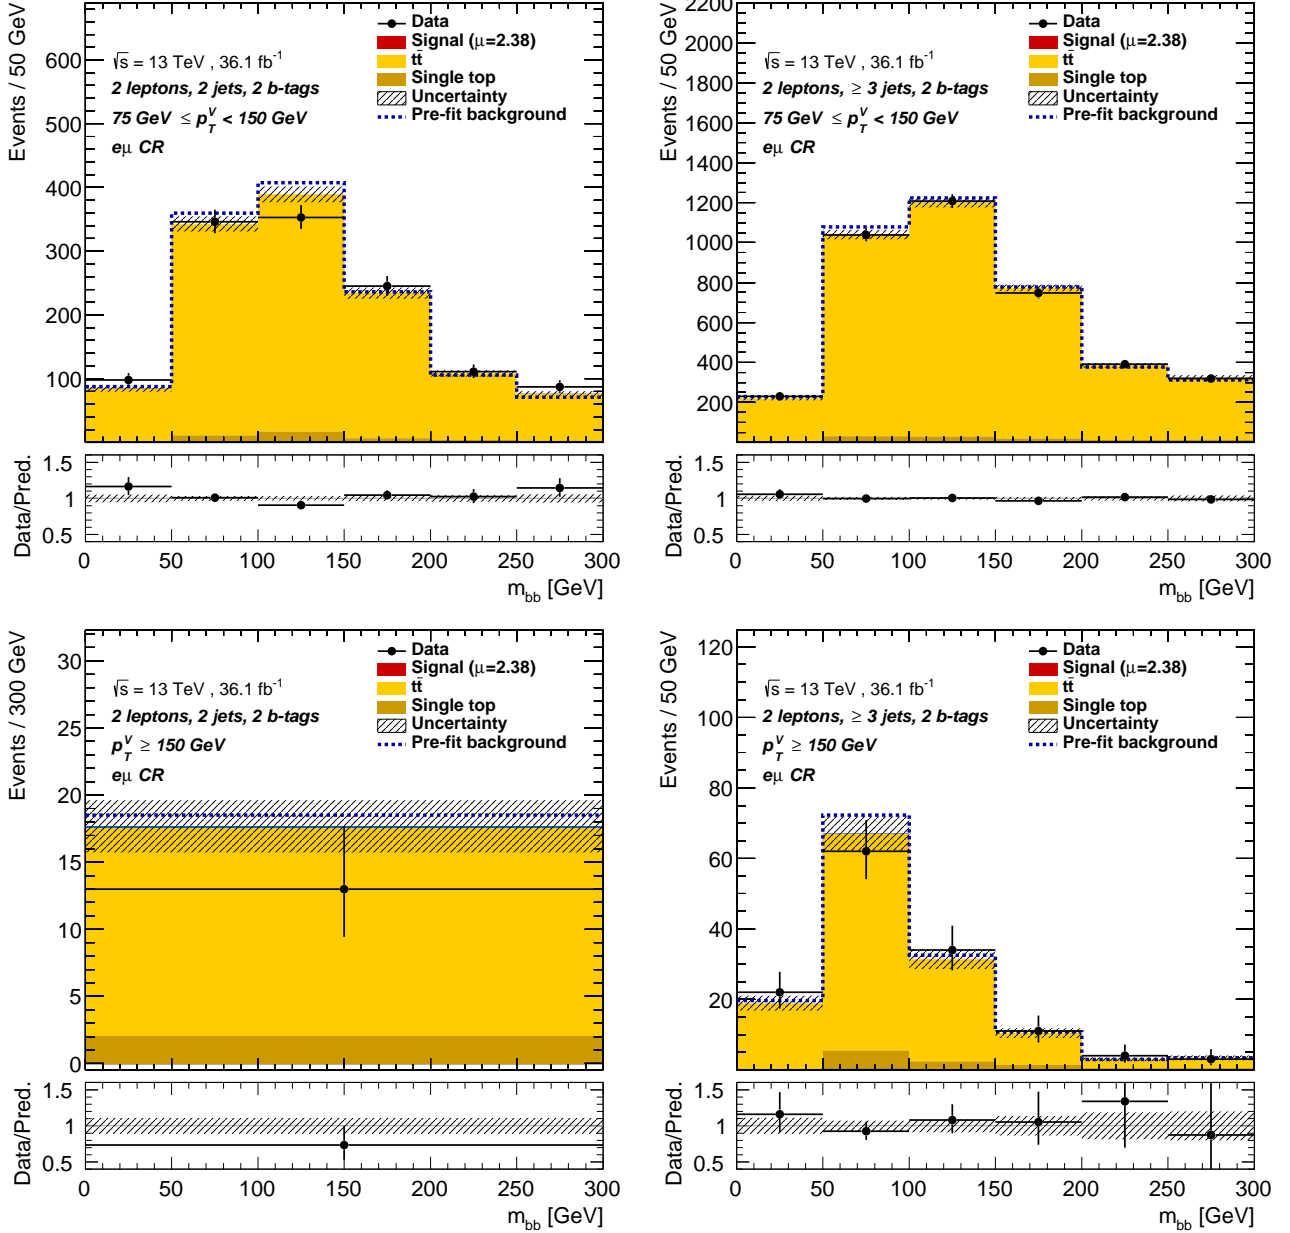 Events / 50 GeV
600
500
400
300
200
100
Data
Signal (μ=2.38)
tt̄
Single top
Uncertainty
Pre-fit background
√s = 13 TeV , 36.1 fb⁻¹
2 leptons, 2 jets, 2 b-tags
75 GeV ≤ p_T^V < 150 GeV
eμ CR
Data/Pred.
1.5
1
0.5
0 50 100 150 200 250 300
m_bb [GeV]
Events / 50 GeV
2200
2000
1800
1600
1400
1200
1000
800
600
400
200
Data
Signal (μ=2.38)
tt̄
Single top
Uncertainty
Pre-fit background
√s = 13 TeV , 36.1 fb⁻¹
2 leptons, ≥ 3 jets, 2 b-tags
75 GeV ≤ p_T^V < 150 GeV
eμ CR
Data/Pred.
1.5
1
0.5
0 50 100 150 200 250 300
m_bb [GeV]
Events / 300 GeV
30
25
20
15
10
5
0
Data
Signal (μ=2.38)
tt̄
Single top
Uncertainty
Pre-fit background
√s = 13 TeV , 36.1 fb⁻¹
2 leptons, 2 jets, 2 b-tags
p_T^V ≥ 150 GeV
eμ CR
Data/Pred.
1.5
1
0.5
0 50 100 150 200 250 300
m_bb [GeV]
Events / 50 GeV
120
100
80
60
40
20
Data
Signal (μ=2.38)
tt̄
Single top
Uncertainty
Pre-fit background
√s = 13 TeV , 36.1 fb⁻¹
2 leptons, ≥ 3 jets, 2 b-tags
p_T^V ≥ 150 GeV
eμ CR
Data/Pred.
1.5
1
0.5
0 50 100 150 200 250 300
m_bb [GeV]